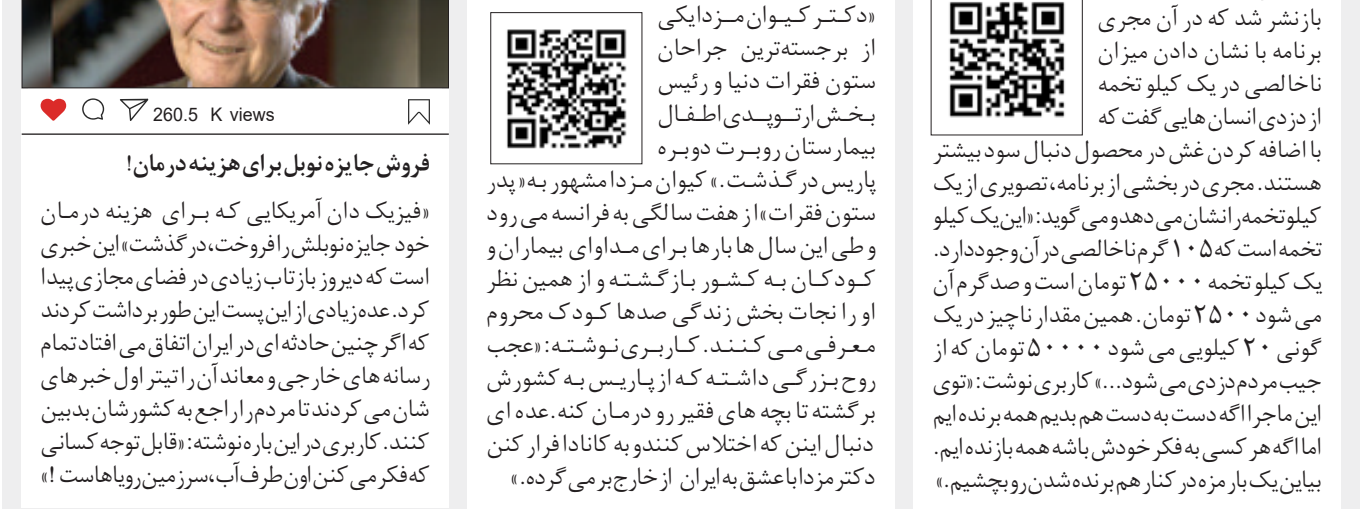 بازنشر شد که در آن مجری
برنامه با نشان دادن میزان
ناخالصی در یک کیلو تخمه
از دزدی انسان هایی گفت که
با اضافه کردن غش در محصول دنبال سود بیشتر
هستند. مجری در بخشی از برنامه، تصویری از یک
کیلو تخمه را نشان می دهد و می گوید: «این یک کیلو
تخمه است که ۱۰۵ گرم ناخالصی در آن وجود دارد.
یک کیلو تخمه ۲۵۰۰۰ تومان است و صد گرم آن
می شود ۲۵۰۰ تومان. همین مقدار ناچیز در یک
گونی ۲۰ کیلویی می شود ۵۰۰۰۰ تومان که از
جیب مردم دزدی می شود...» کاربری نوشت: «توی
این ماجرا اگه دست به دست هم بدیم همه برنده ایم
اما اگه هر کسی به فکر خودش باشه همه بازنده ایم.
بیاین یک بار مزه در کنار هم برنده شدن رو بچشیم.»
«دکتر کیوان مزدا یکی
از برجسته‌ترین جراحان
ستون فقرات دنیا و رئیس
بخش ارتوپدی اطفال
بیمارستان روبرت دوبره
پاریس در گذشت.» کیوان مزدا مشهور به «پدر
ستون فقرات» از هفت سالگی به فرانسه می رود
و طی این سال ها بارها برای مداوای بیماران و
کودکان به کشور بازگشته و از همین نظر
او را نجات بخش زندگی صدها کودک محروم
معرفی می کنند. کاربری نوشته: «عجب
روح بزرگی داشته که از پاریس به کشورش
برگشته تا بچه های فقیر رو درمان کنه. عده ای
دنبال اینن که اختلاس کنند و به کانادا فرار کنن
دکتر مزدا با عشق به ایران از خارج بر می گرده.»
260.5 K views
فروش جایزه نوبل برای هزینه درمان!
«فیزیک دان آمریکایی که برای هزینه درمان
خود جایزه نوبلش را فروخت، در گذشت» این خبری
است که دیروز بازتاب زیادی در فضای مجازی پیدا
کرد. عده زیادی از این پست این طور برداشت کردند
که اگر چنین حادثه ای در ایران اتفاق می افتاد تمام
رسانه های خارجی و معاند آن را تیتر اول خبر های
شان می کردند تا مردم را راجع به کشورشان بدبین
کنند. کاربری در این باره نوشته: «قابل توجه کسانی
که فکر می کنن اون طرف آب، سرزمین رویاهاست !»